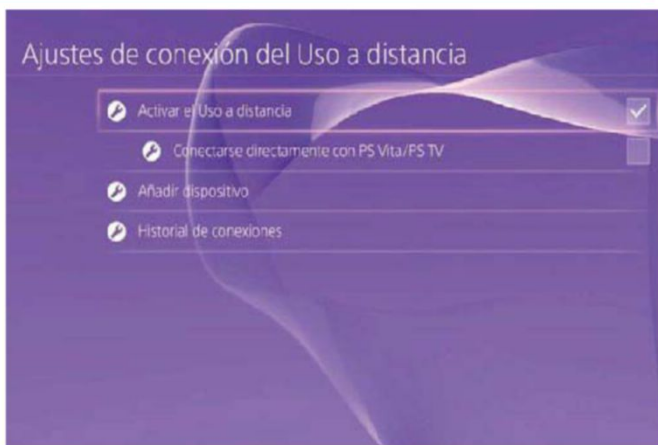 Ajustes de conexión del Uso a distancia
Activar el Uso a distancia
Conectarse directamente con PS Vita/PS TV
Añadir dispositivo
Historial de conexiones